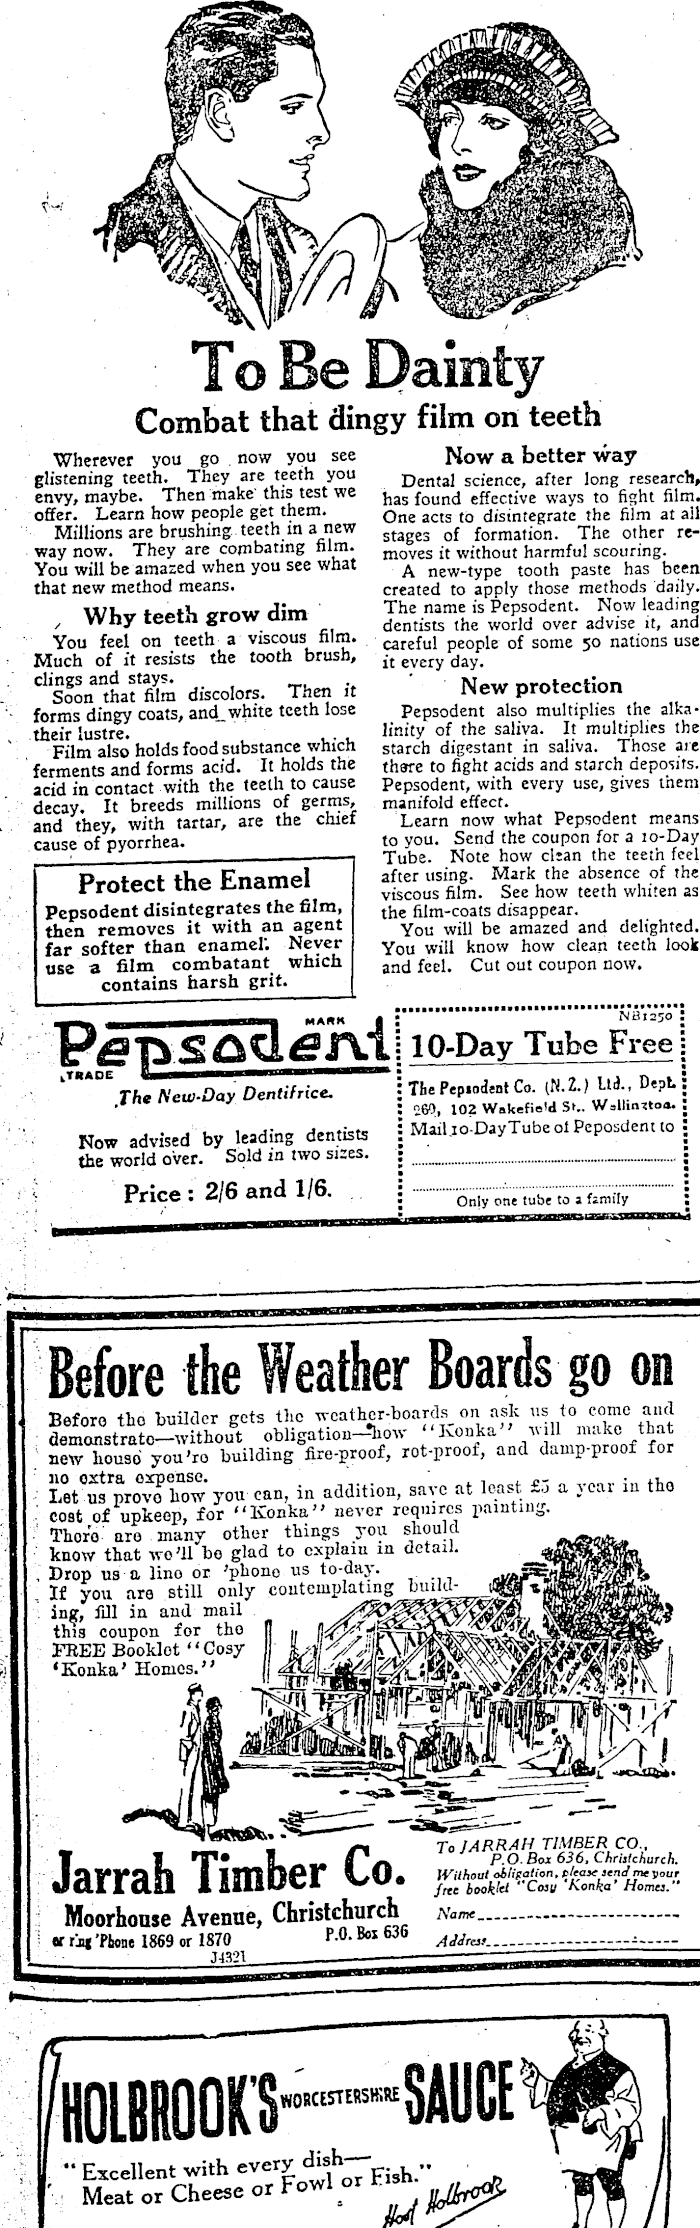 To Be Dainty
Combat that dingy film on teeth
Wherever you go now you see
glistening teeth. They are teeth you
envy, maybe. Then make this test we
offer. Learn how people get them.
Millions are brushing teeth in a new
way now. They are combating film.
You will be amazed when you see what
that new method means.
Why teeth grow dim
You feel on teeth a viscous film.
Much of it resists the tooth brush,
clings and stays.
Soon that film discolors. Then it
forms dingy coats, and white teeth lose
their lustre.
Film also holds food substance which
ferments and forms acid. It holds the
acid in contact with the teeth to cause
decay. It breeds millions of germs,
and they, with tartar, are the chief
cause of pyorrhea.
Protect the Enamel
Pepsodent disintegrates the film,
then removes it with an agent
far softer than enamel. Never
use a film combatant which
contains harsh grit.
Now a better way
Dental science, after long research,
has found effective ways to fight film.
One acts to disintegrate the film at all
stages of formation. The other re-
moves it without harmful scouring.
A new-type tooth paste has been
created to apply those methods daily.
The name is Pepsodent. Now leading
dentists the world over advise it, and
careful people of some 50 nations use
it every day.
New protection
Pepsodent also multiplies the alka-
linity of the saliva. It multiplies the
starch digestant in saliva. Those are
there to fight acids and starch deposits.
Pepsodent, with every use, gives them
manifold effect.
Learn now what Pepsodent means
to you. Send the coupon for a 10-Day
Tube. Note how clean the teeth feel
after using. Mark the absence of the
viscous film. See how teeth whiten as
the film-coats disappear.
You will be amazed and delighted.
You will know how clean teeth look
and feel. Cut out coupon now.
MARK
Pepsodent
TRADE
The New-Day Dentifrice.
Now advised by leading dentists
the world over. Sold in two sizes.
Price: 2/6 and 1/6.
NB1250
10-Day Tube Free
The Pepsodent Co. (N.Z.) Ltd., Dept.
260, 102 Wakefield St., Wellington.
Mail 10-Day Tube of Peposdent to
Only one tube to a family
Before the Weather Boards go on
Before the builder gets the weather-boards on ask us to come and
demonstrate—without obligation—how "Konka" will make that
new house you're building fire-proof, rot-proof, and damp-proof for
no extra expense.
Let us prove how you can, in addition, save at least £5 a year in the
cost of upkeep, for "Konka" never requires painting.
There are many other things you should
know that we'll be glad to explain in detail.
Drop us a line or 'phone us to-day.
If you are still only contemplating build-
ing, fill in and mail
this coupon for the
FREE Booklet "Cosy
'Konka' Homes."
Jarrah Timber Co.
Moorhouse Avenue, Christchurch
or ring 'Phone 1869 or 1870 P.O. Box 636
J4321
To JARRAH TIMBER CO.,
P.O. Box 636, Christchurch.
Without obligation, please send me your
free booklet "Cosy 'Konka' Homes."
Name
Address
HOLBROOK'S WORCESTERSHIRE SAUCE
"Excellent with every dish—
Meat or Cheese or Fowl or Fish."
Hoot Holbrook